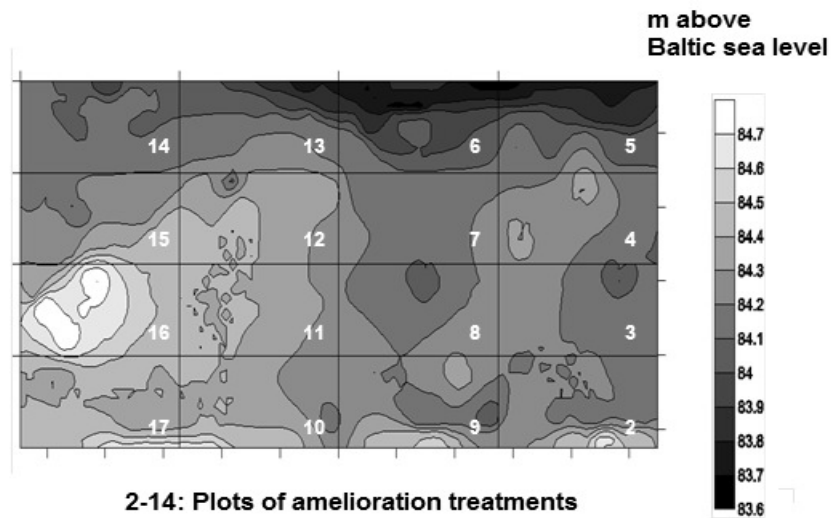 m above
Baltic sea level
14 13 6 5
15 12 7 4
16 11 8 3
17 10 9 2
84.7
84.6
84.5
84.4
84.3
84.2
84.1
84
83.9
83.8
83.7
83.6
2-14: Plots of amelioration treatments